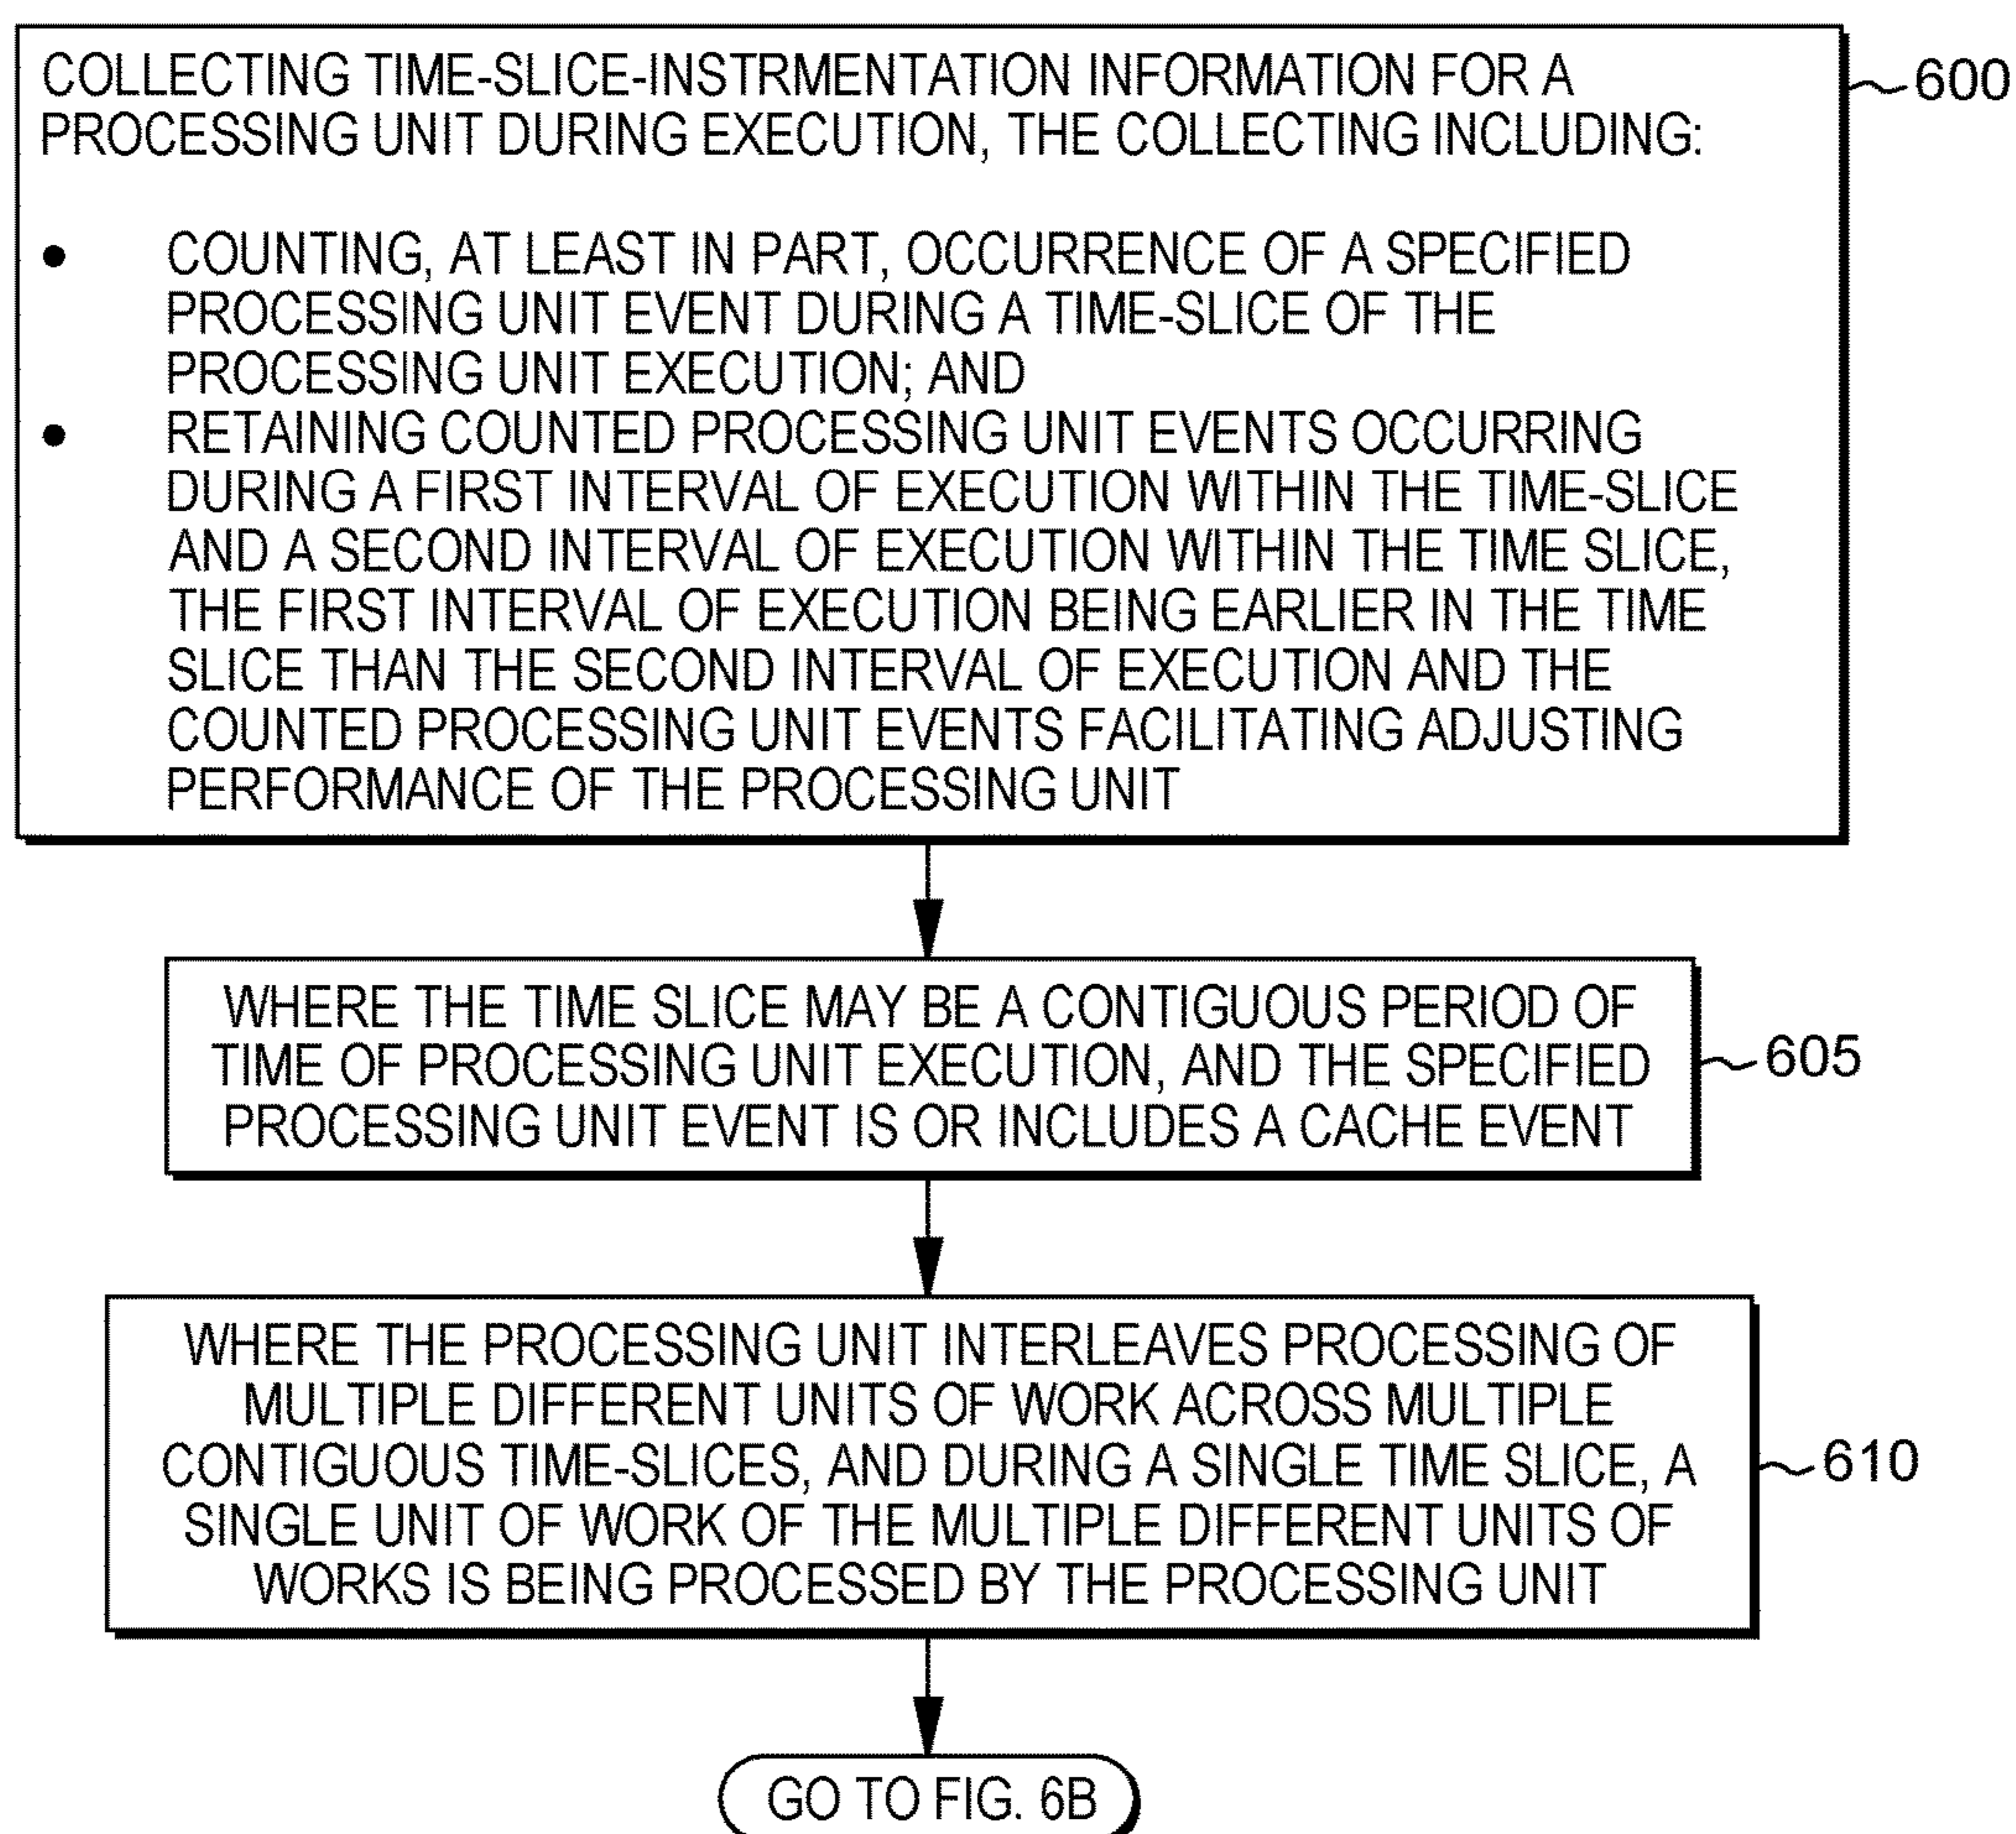 COLLECTING TIME-SLICE-INSTRMENTATION INFORMATION FOR A
PROCESSING UNIT DURING EXECUTION, THE COLLECTING INCLUDING:
600
• COUNTING, AT LEAST IN PART, OCCURRENCE OF A SPECIFIED
PROCESSING UNIT EVENT DURING A TIME-SLICE OF THE
PROCESSING UNIT EXECUTION; AND
• RETAINING COUNTED PROCESSING UNIT EVENTS OCCURRING
DURING A FIRST INTERVAL OF EXECUTION WITHIN THE TIME-SLICE
AND A SECOND INTERVAL OF EXECUTION WITHIN THE TIME SLICE,
THE FIRST INTERVAL OF EXECUTION BEING EARLIER IN THE TIME
SLICE THAN THE SECOND INTERVAL OF EXECUTION AND THE
COUNTED PROCESSING UNIT EVENTS FACILITATING ADJUSTING
PERFORMANCE OF THE PROCESSING UNIT
WHERE THE TIME SLICE MAY BE A CONTIGUOUS PERIOD OF
TIME OF PROCESSING UNIT EXECUTION, AND THE SPECIFIED
PROCESSING UNIT EVENT IS OR INCLUDES A CACHE EVENT
605
WHERE THE PROCESSING UNIT INTERLEAVES PROCESSING OF
MULTIPLE DIFFERENT UNITS OF WORK ACROSS MULTIPLE
CONTIGUOUS TIME-SLICES, AND DURING A SINGLE TIME SLICE, A
SINGLE UNIT OF WORK OF THE MULTIPLE DIFFERENT UNITS OF
WORKS IS BEING PROCESSED BY THE PROCESSING UNIT
610
GO TO FIG. 6B